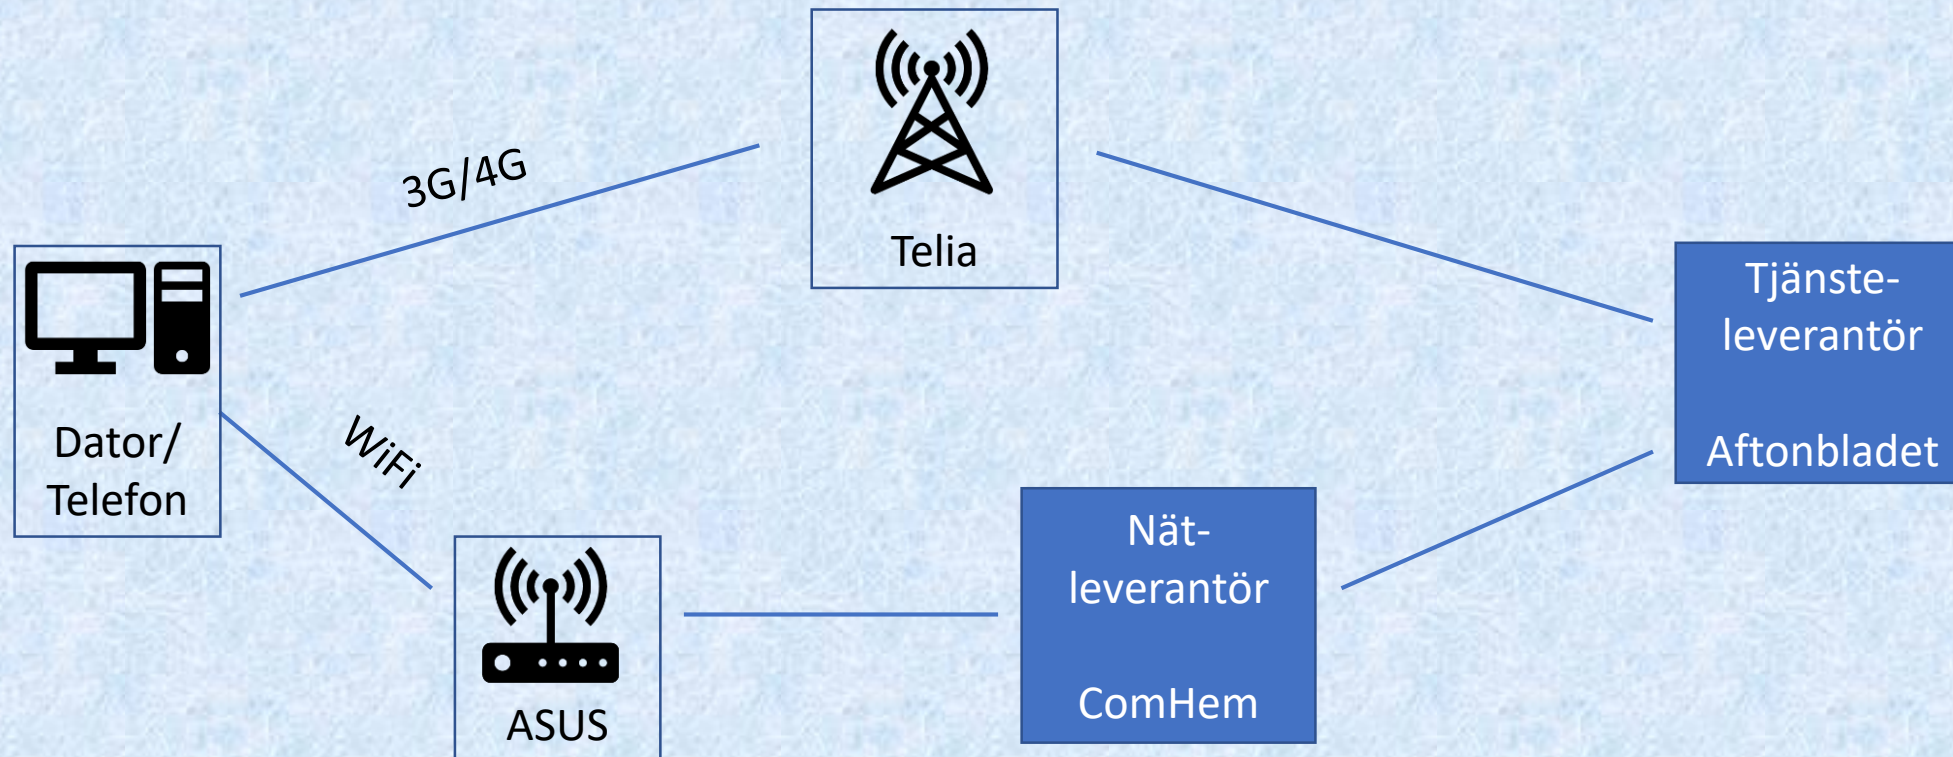 3G/4G
Telia
Dator/
Telefon
WiFi
ASUS
Nät-
leverantör
ComHem
Tjänste-
leverantör
Aftonbladet